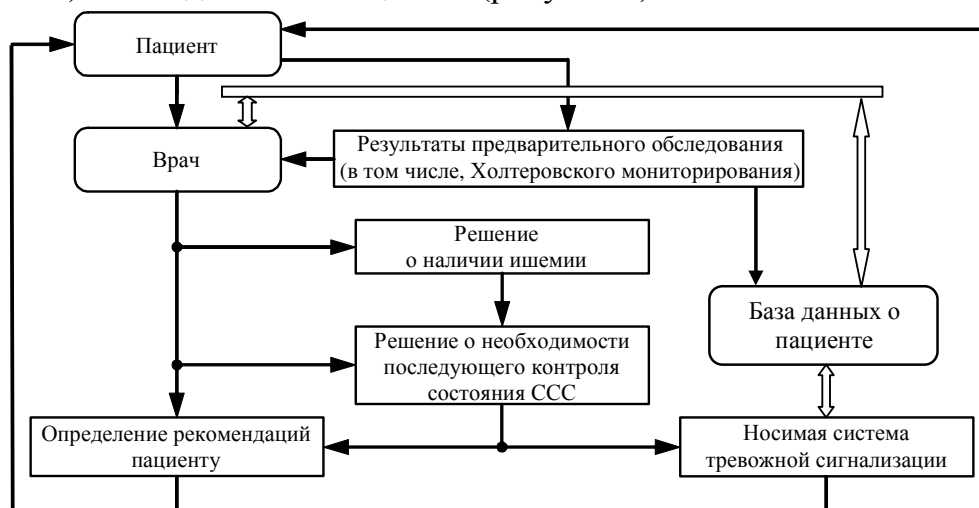 Пациент
Врач
Результаты предварительного обследования
(в том числе, Холтеровского мониторирования)
Решение
о наличии ишемии
База данных о
пациенте
Решение о необходимости
последующего контроля
состояния ССС
Определение рекомендаций
пациенту
Носимая система
тревожной сигнализации